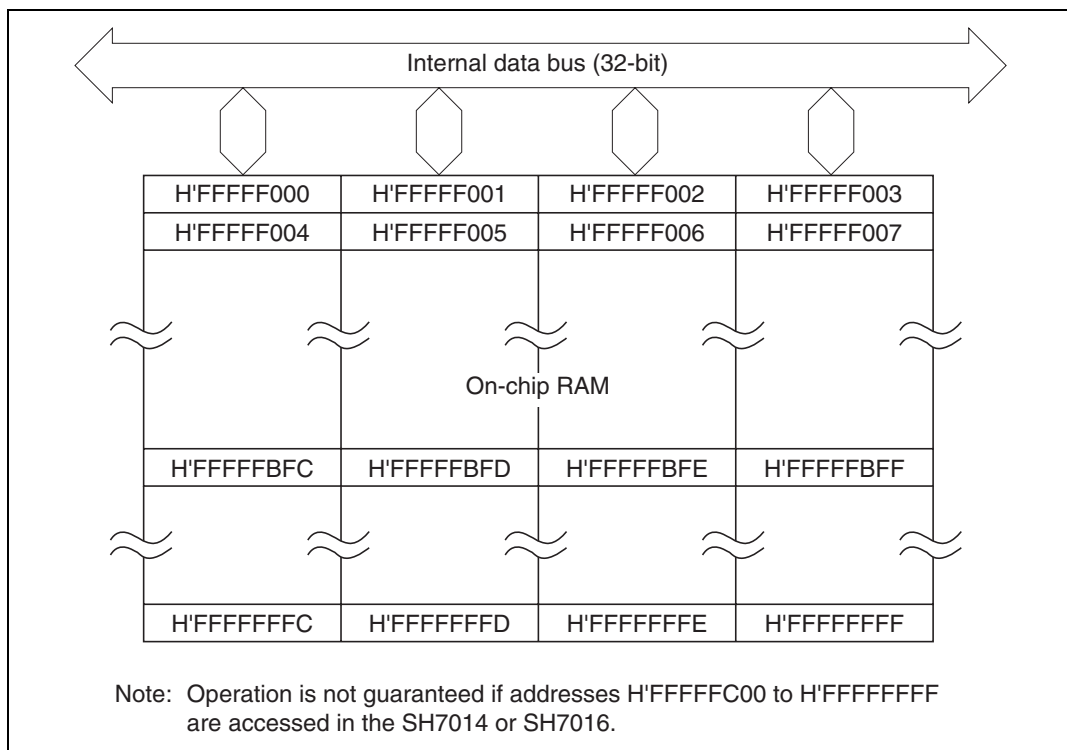 Internal data bus (32-bit)
H'FFFFF000 H'FFFFF001 H'FFFFF002 H'FFFFF003
H'FFFFF004 H'FFFFF005 H'FFFFF006 H'FFFFF007
On-chip RAM
H'FFFFFBFC H'FFFFFBFD H'FFFFFBFE H'FFFFFBFF
H'FFFFFFFC H'FFFFFFFD H'FFFFFFFE H'FFFFFFFF
Note: Operation is not guaranteed if addresses H'FFFFFC00 to H'FFFFFFFF
are accessed in the SH7014 or SH7016.